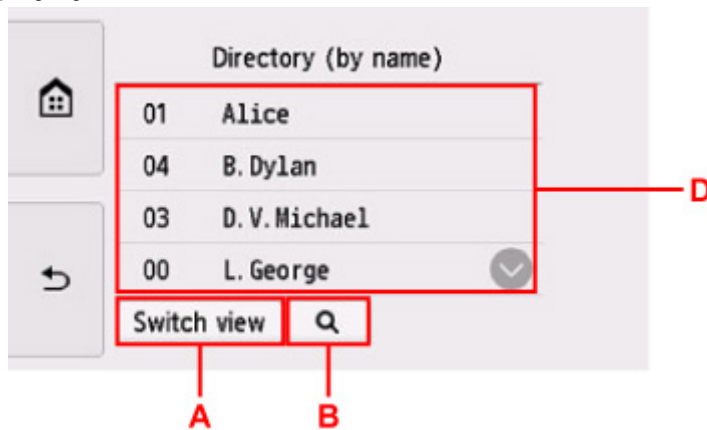 Directory (by name)
01 Alice
04 B. Dylan
03 D. V. Michael
00 L. George
D
Switch view
A
B